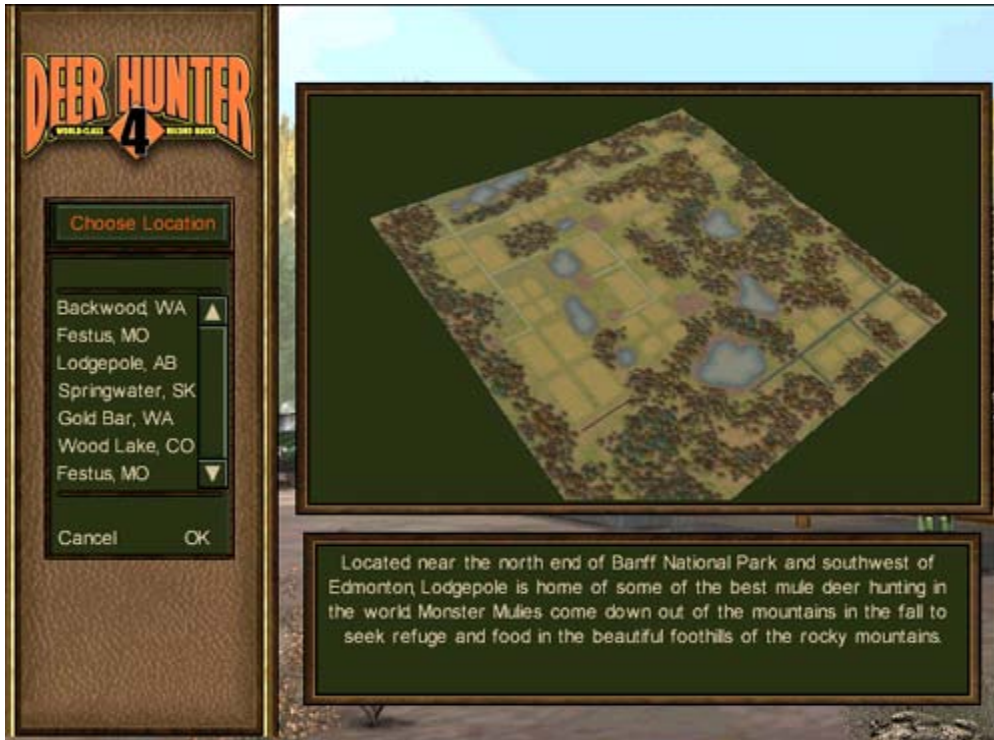 DEER HUNTER
4
WORLD-CLASS RECORD BUCKS
Choose Location
Backwood, WA
Festus, MO
Lodgepole, AB
Springwater, SK
Gold Bar, WA
Wood Lake, CO
Festus, MO
Cancel OK
Located near the north end of Banff National Park and southwest of
Edmonton, Lodgepole is home of some of the best mule deer hunting in
the world. Monster Mulies come down out of the mountains in the fall to
seek refuge and food in the beautiful foothills of the rocky mountains.